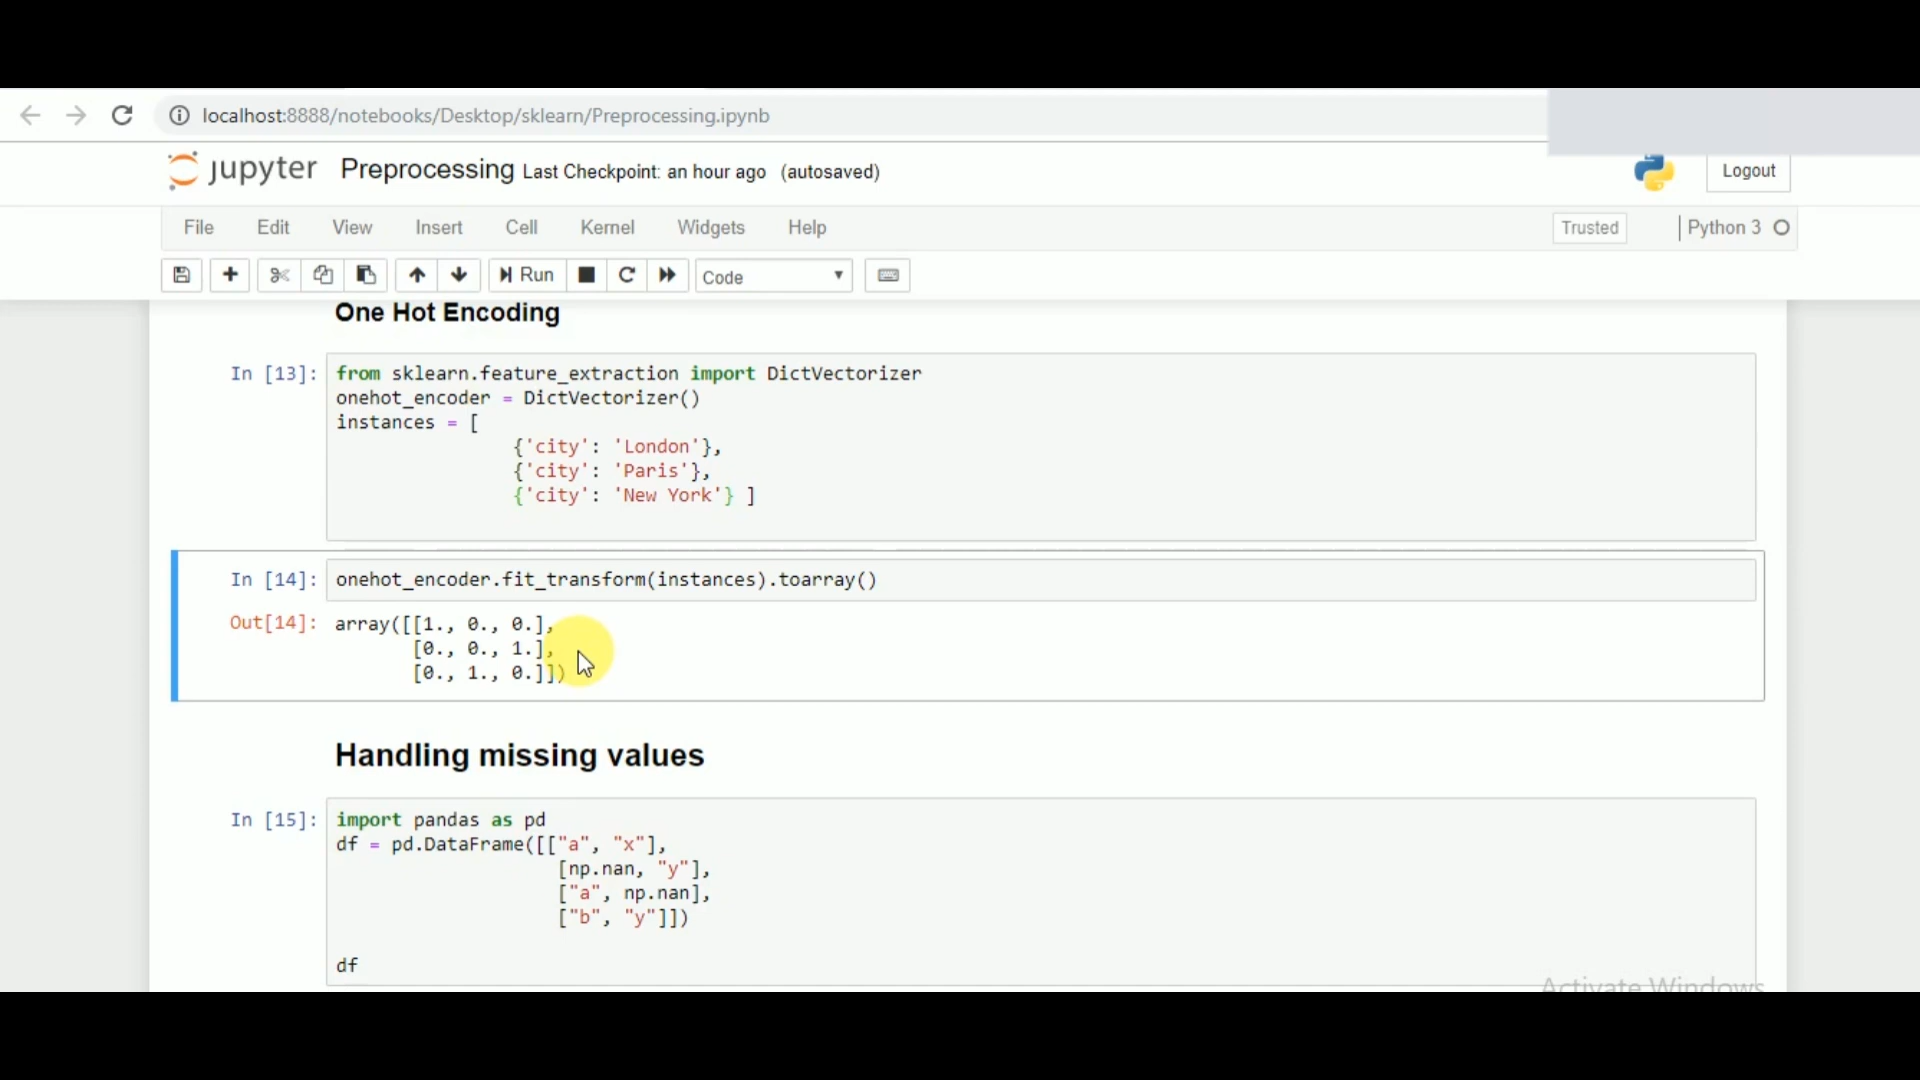 localhost:8888/notebooks/Desktop/sklearn/Preprocessing.ipynb
jupyter Preprocessing Last Checkpoint: an hour ago (autosaved) Logout
File Edit View Insert Cell Kernel Widgets Help Trusted Python 3
Run Code
One Hot Encoding
In [13]: from sklearn.feature_extraction import DictVectorizer
onehot_encoder = DictVectorizer()
instances = [
{'city': 'London'},
{'city': 'Paris'},
{'city': 'New York'} ]
In [14]: onehot_encoder.fit_transform(instances).toarray()
Out[14]: array([[1., 0., 0.],
[0., 0., 1.],
[0., 1., 0.]])
Handling missing values
In [15]: import pandas as pd
df = pd.DataFrame([["a", "x"],
[np.nan, "y"],
["a", np.nan],
["b", "y"]])
df
Activate Windows